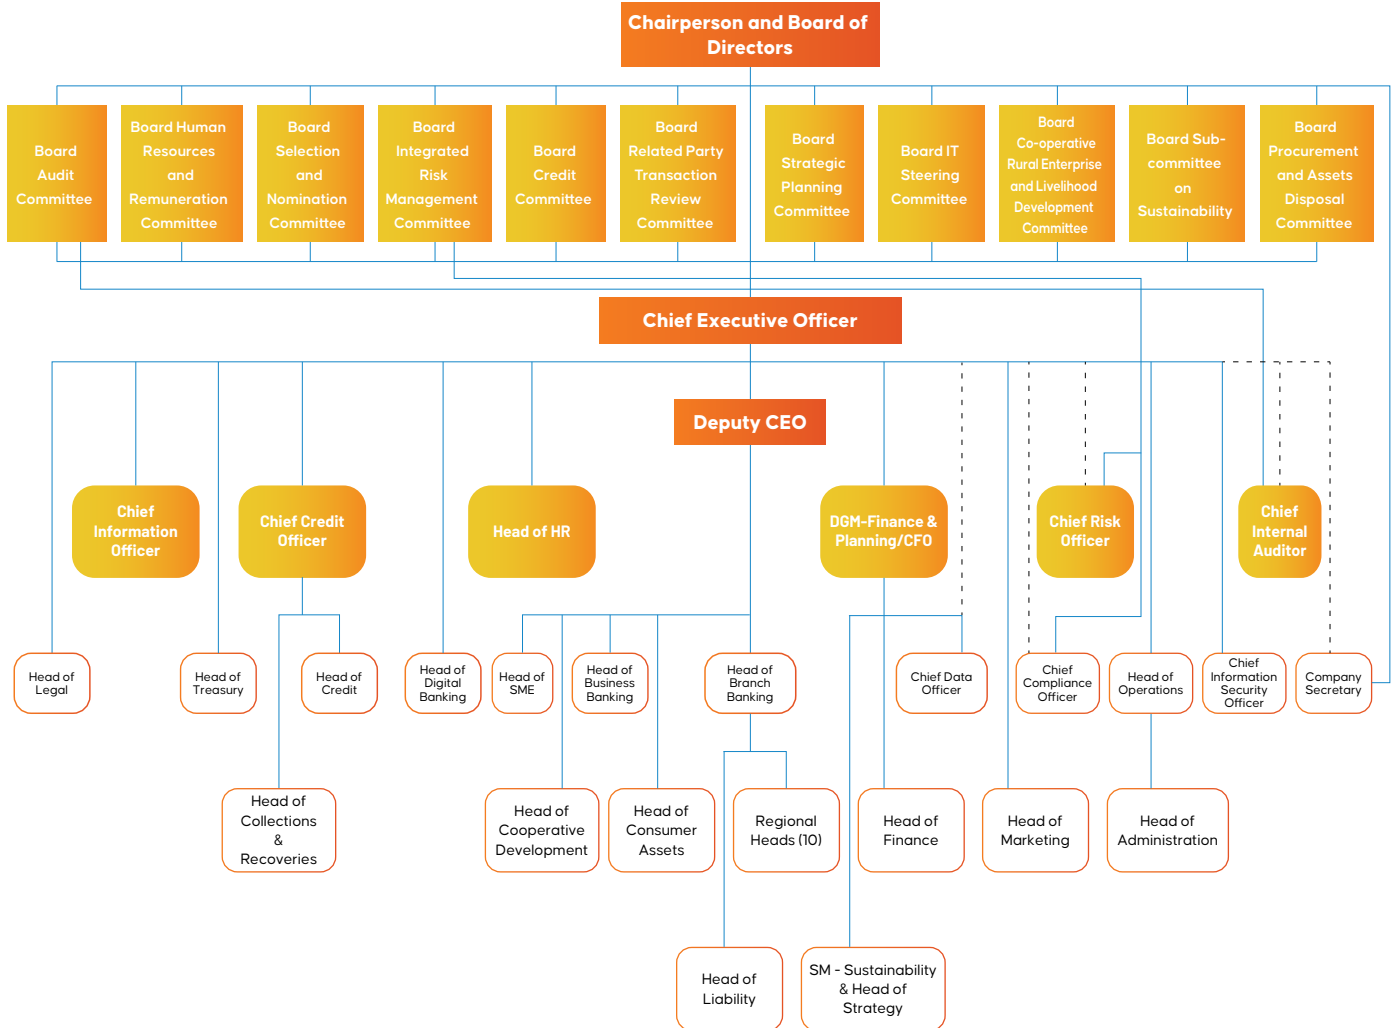 Chairperson and Board of
Directors
Board
Audit
Committee
Board Human
Resources
and
Remuneration
Committee
Board
Selection
and
Nomination
Committee
Board
Integrated
Risk
Management
Committee
Board
Credit
Committee
Board
Related Party
Transaction
Review
Committee
Board
Strategic
Planning
Committee
Board IT
Steering
Committee
Board
Co-operative
Rural Enterprise
and Livelihood
Development
Committee
Board Sub-
committee
on
Sustainability
Board
Procurement
and Assets
Disposal
Committee
Chief Executive Officer
Deputy CEO
Chief
Information
Officer
Chief Credit
Officer
Head of HR
DGM-Finance &
Planning/CFO
Chief Risk
Officer
Chief
Internal
Auditor
Head of
Legal
Head of
Treasury
Head of
Credit
Head of
Digital
Banking
Head of
SME
Head of
Business
Banking
Head of
Branch
Banking
Chief Data
Officer
Chief
Compliance
Officer
Head of
Operations
Chief
Information
Security
Officer
Company
Secretary
Head of
Collections
&
Recoveries
Head of
Cooperative
Development
Head of
Consumer
Assets
Regional
Heads (10)
Head of
Finance
Head of
Marketing
Head of
Administration
Head of
Liability
SM - Sustainability
& Head of
Strategy